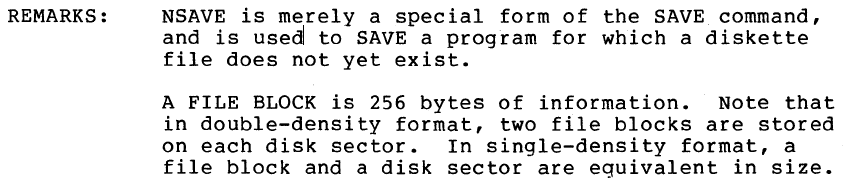 REMARKS: NSAVE is merely a special form of the SAVE command,
and is used to SAVE a program for which a diskette
file does not yet exist.
A FILE BLOCK is 256 bytes of information. Note that
in double-density format, two file blocks are stored
on each disk sector. In single-density format, a
file block and a disk sector are equivalent in size.